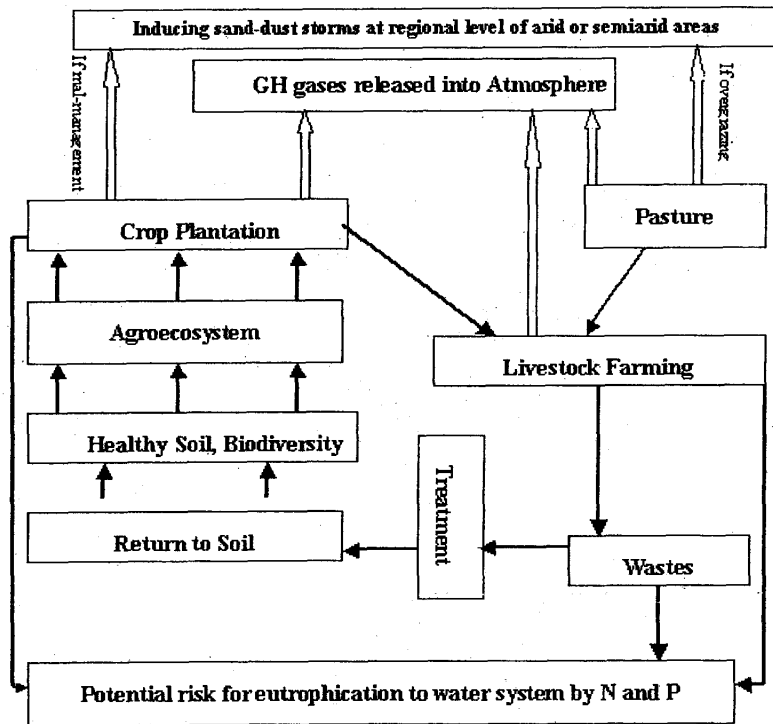 Inducing sand-dust storms at regional level of arid or semiarid areas
If mal-management
GH gases released into Atmosphere
If overgrazing
Crop Plantation
Pasture
Agroecosystem
Livestock Farming
Healthy Soil, Biodiversity
Treatment
Return to Soil
Wastes
Potential risk for eutrophication to water system by N and P